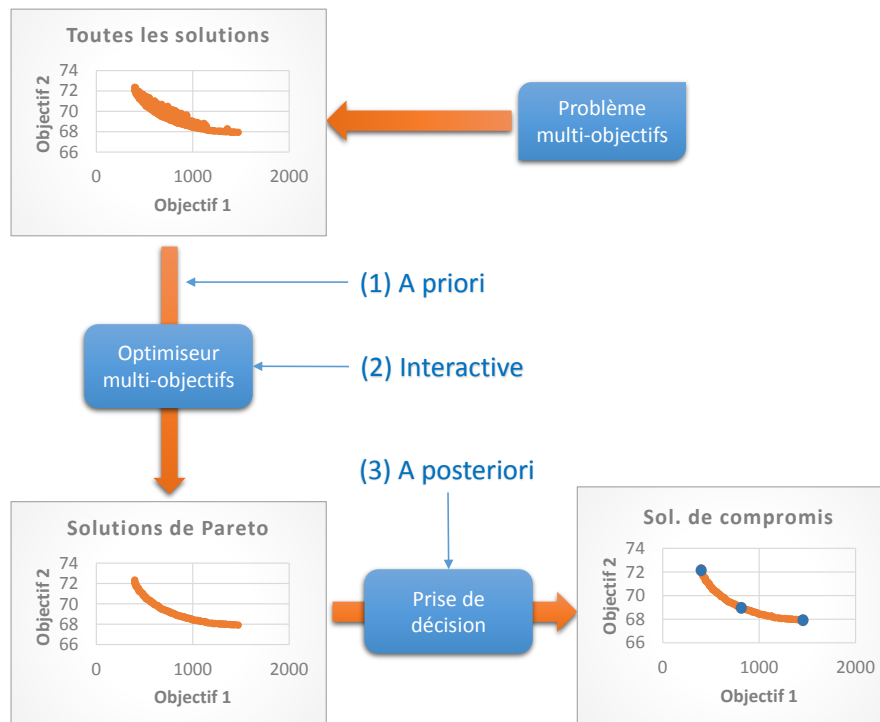 Toutes les solutions
Objectif 2
74
72
70
68
66
0
1000
2000
Objectif 1
Problème
multi-objectifs
(1) A priori
Optimiseur
multi-objectifs
(2) Interactive
(3) A posteriori
Solutions de Pareto
Objectif 2
74
72
70
68
66
0
1000
2000
Objectif 1
Prise de
décision
Sol. de compromis
Objectif 2
74
72
70
68
66
0
1000
2000
Objectif 1